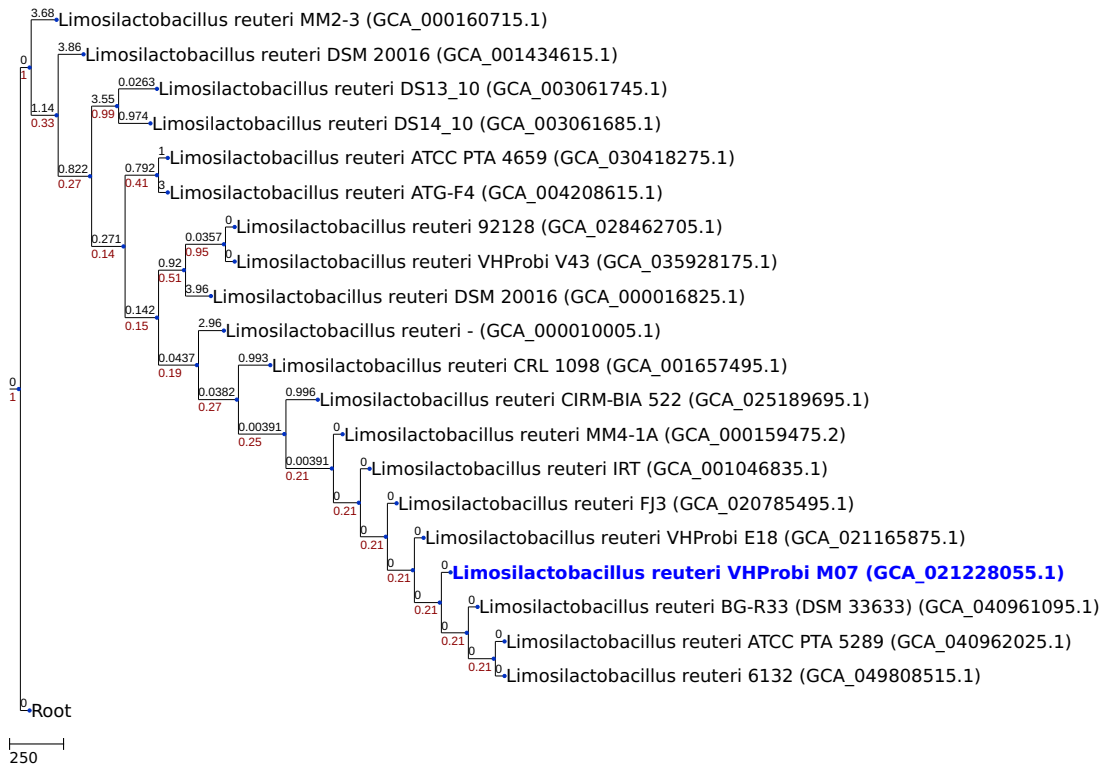 3.68
Limosilactobacillus reuteri MM2-3 (GCA_000160715.1)
3.86
Limosilactobacillus reuteri DSM 20016 (GCA_001434615.1)
0
1
0.0263
Limosilactobacillus reuteri DS13_10 (GCA_003061745.1)
3.55
0.99
1.14
0.33
0.974
Limosilactobacillus reuteri DS14_10 (GCA_003061685.1)
1
Limosilactobacillus reuteri ATCC PTA 4659 (GCA_030418275.1)
0.822
0.27
0.792
0.41
3
Limosilactobacillus reuteri ATG-F4 (GCA_004208615.1)
0
Limosilactobacillus reuteri 92128 (GCA_028462705.1)
0.271
0.14
0.0357
0.95
0
Limosilactobacillus reuteri VHProbi V43 (GCA_035928175.1)
0.92
0.51
3.96
Limosilactobacillus reuteri DSM 20016 (GCA_000016825.1)
0.142
0.15
2.96
Limosilactobacillus reuteri - (GCA_000010005.1)
0.0437
0.19
0.993
Limosilactobacillus reuteri CRL 1098 (GCA_001657495.1)
0
1
0.0382
0.27
0.996
Limosilactobacillus reuteri CIRM-BIA 522 (GCA_025189695.1)
0.00391
0.25
0
Limosilactobacillus reuteri MM4-1A (GCA_000159475.2)
0.00391
0.21
0
Limosilactobacillus reuteri IRT (GCA_001046835.1)
0
0.21
0
Limosilactobacillus reuteri FJ3 (GCA_020785495.1)
0
0.21
0
Limosilactobacillus reuteri VHProbi E18 (GCA_021165875.1)
0
0.21
0
Limosilactobacillus reuteri VHProbi M07 (GCA_021228055.1)
0
0.21
0
Limosilactobacillus reuteri BG-R33 (DSM 33633) (GCA_040961095.1)
0
0.21
0
Limosilactobacillus reuteri ATCC PTA 5289 (GCA_040962025.1)
0
0.21
0
Limosilactobacillus reuteri 6132 (GCA_049808515.1)
0
Root
250